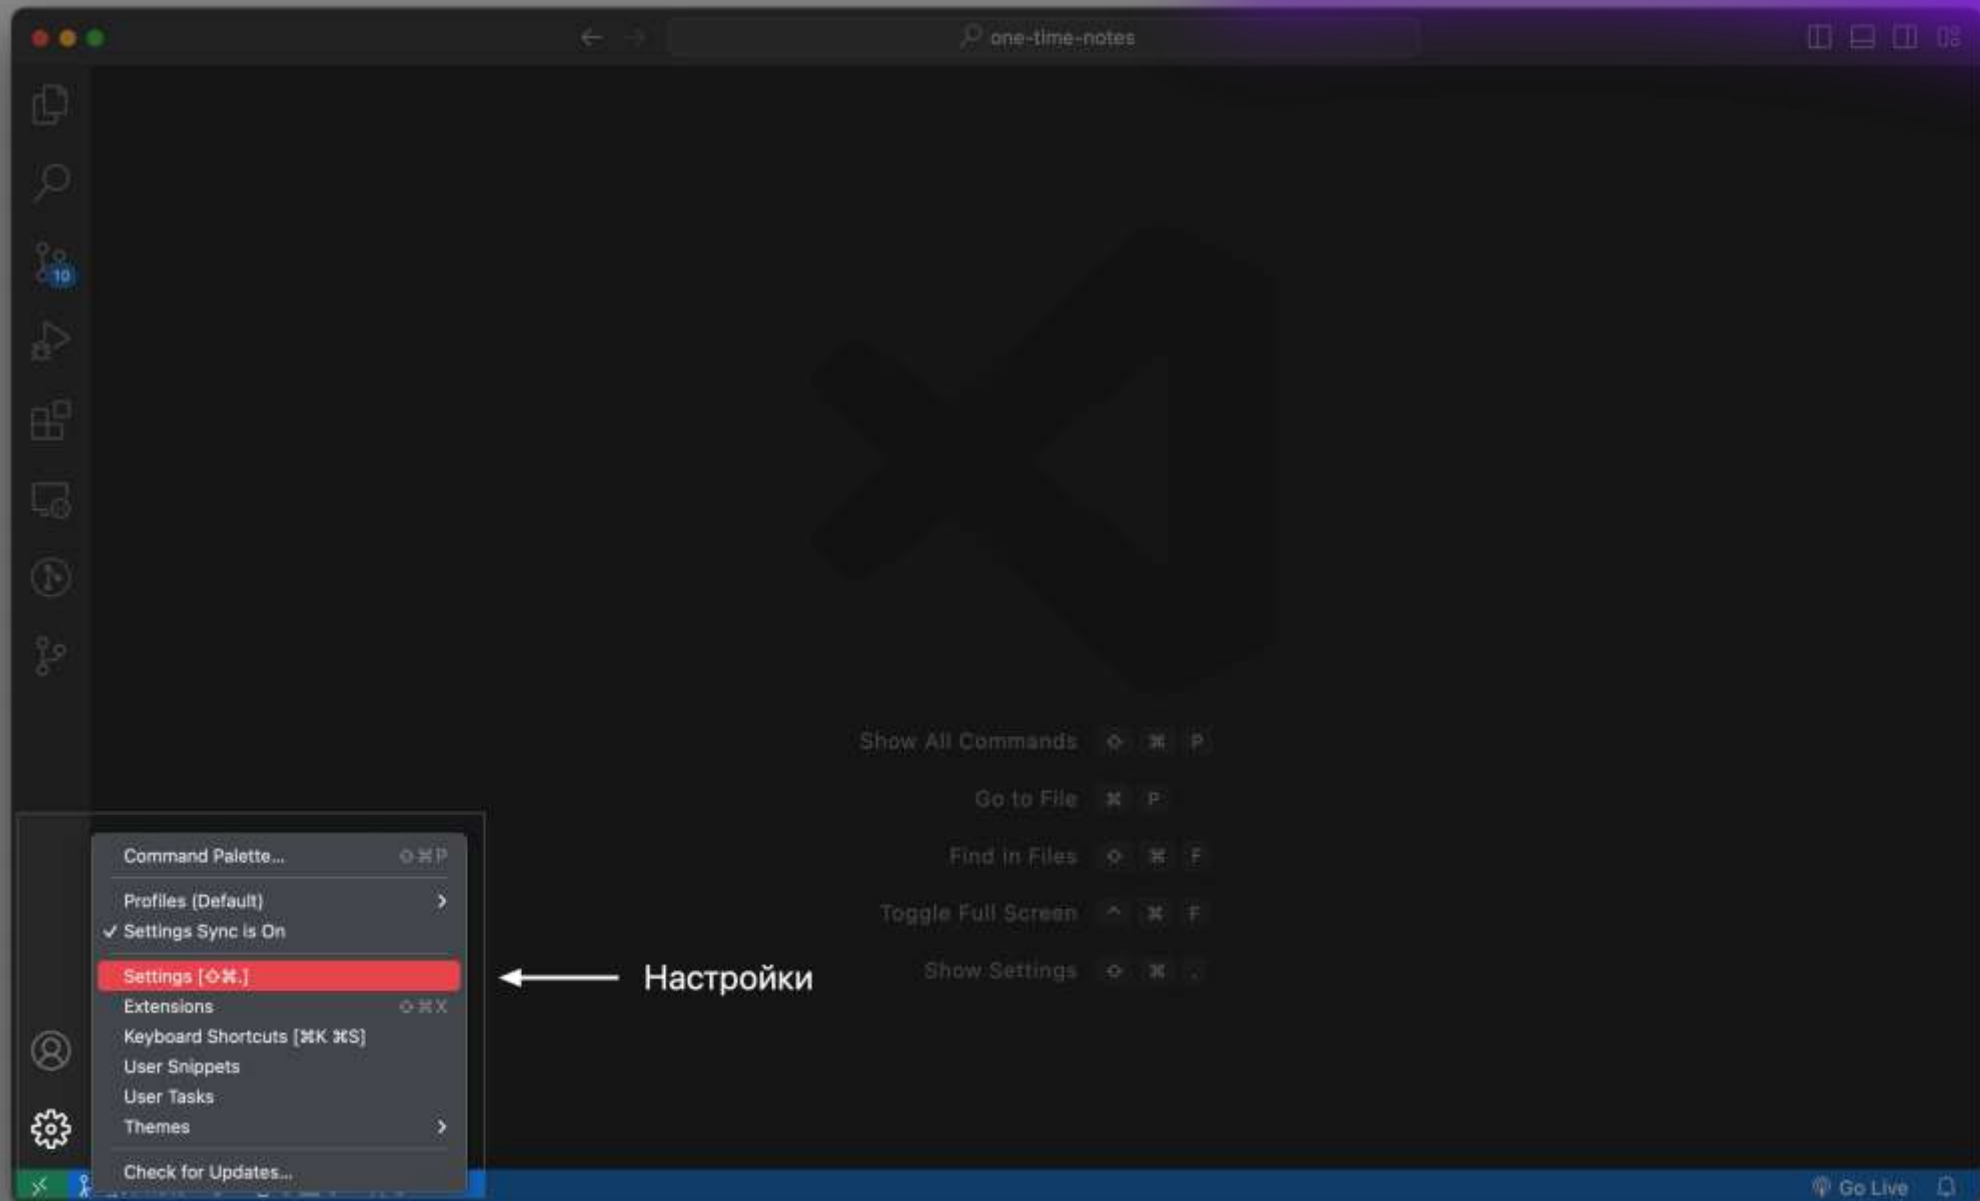 one-time-notes
10
Show All Commands ⇧ ⌘ P
Go to File ⌘ P
Find in Files ⇧ ⌘ F
Toggle Full Screen ^ ⌘ F
Show Settings ⇧ ⌘ .
Command Palette... ⇧⌘P
Profiles (Default)
Settings Sync is On
Settings [⇧⌘.]
Настройки
Extensions ⇧⌘X
Keyboard Shortcuts [⌘K ⌘S]
User Snippets
User Tasks
Themes
Check for Updates...
Go Live